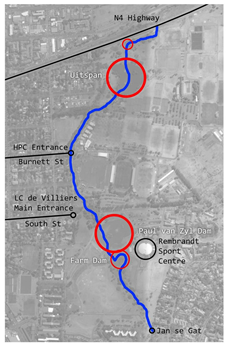 N4 Highway
Uitspan
HPC Entrance
Burnett St
LC de Villiers
Main Entrance
South St
Paul van Zyl Dam
Rembrandt
Sport
Centre
Farm Dam
Jan se Gat